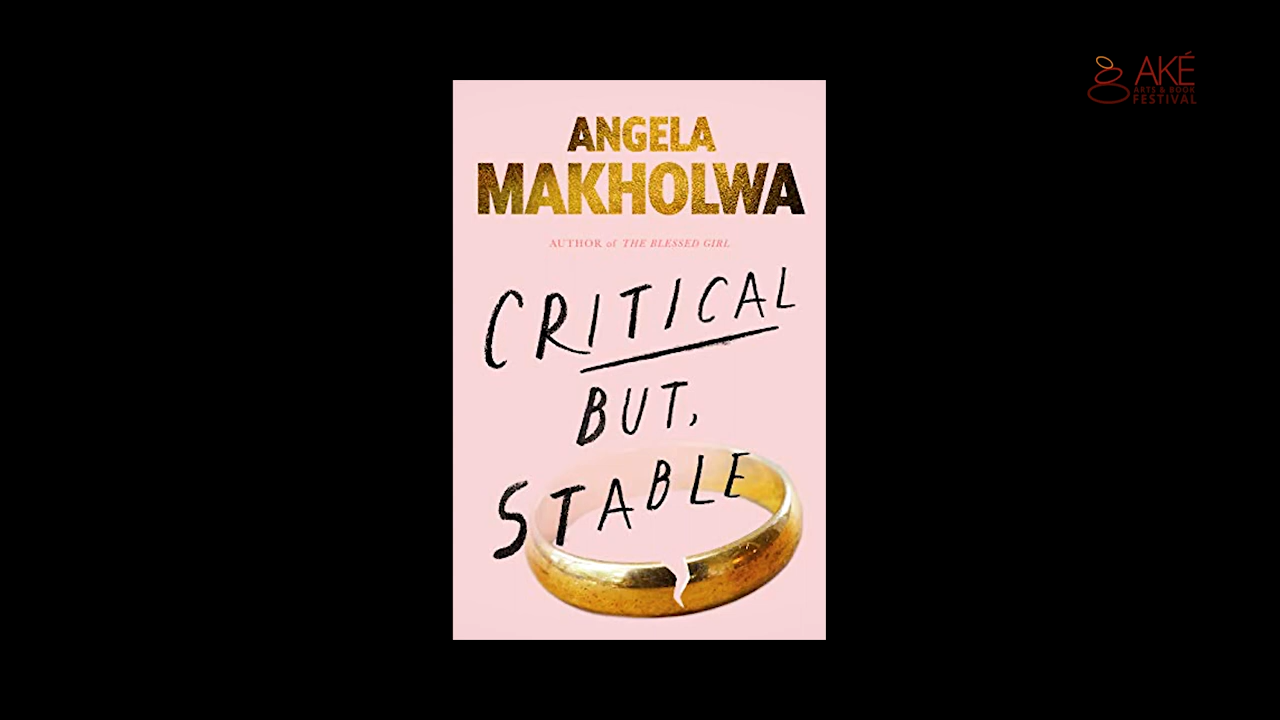 ANGELA
MAKHOLWA
AUTHOR of THE BLESSED GIRL
CRITICAL
BUT,
STABLE
AKÉ
ARTS & BOOK
FESTIVAL